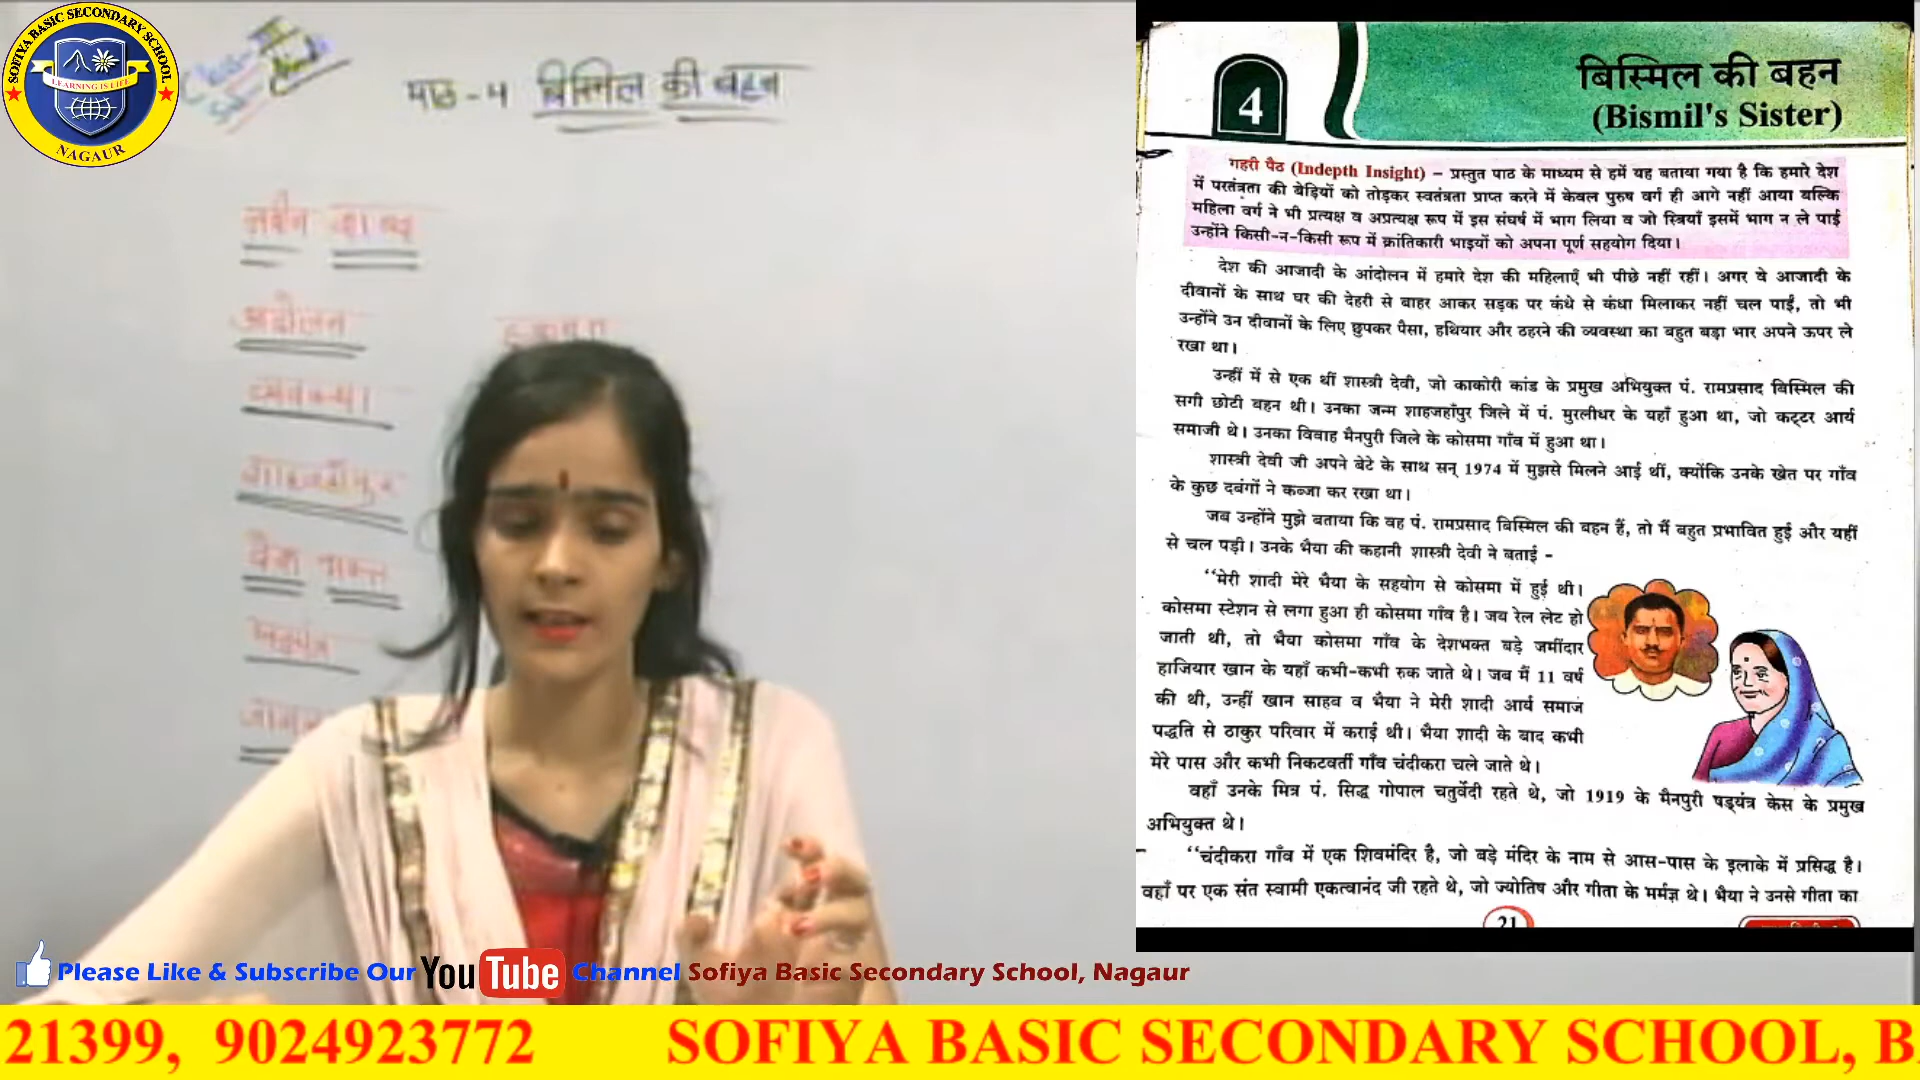 SOFIYA BASIC SECONDARY SCHOOL
LEARNING IS LIFE
NAGAUR
पाठ - 4 बिस्मिल की बहन
आंदोलन
व्यवस्था
शाहजहाँपुर
देश भक्त
4
बिस्मिल की बहन
(Bismil's Sister)
गहरी पैठ (Indepth Insight) – प्रस्तुत पाठ के माध्यम से हमें यह बताया गया है कि हमारे देश
में परतंत्रता की बेड़ियों को तोड़कर स्वतंत्रता प्राप्त करने में केवल पुरुष वर्ग ही आगे नहीं आया बल्कि
महिला वर्ग ने भी प्रत्यक्ष व अप्रत्यक्ष रूप में इस संघर्ष में भाग लिया व जो स्त्रियाँ इसमें भाग न ले पाई
उन्होंने किसी-न-किसी रूप में क्रांतिकारी भाइयों को अपना पूर्ण सहयोग दिया।
देश की आजादी के आंदोलन में हमारे देश की महिलाएँ भी पीछे नहीं रहीं। अगर वे आजादी के
दीवानों के साथ घर की देहरी से बाहर आकर सड़क पर कंधे से कंधा मिलाकर नहीं चल पाईं, तो भी
उन्होंने उन दीवानों के लिए छुपकर पैसा, हथियार और ठहरने की व्यवस्था का बहुत बड़ा भार अपने ऊपर ले
रखा था।
उन्हीं में से एक थीं शास्त्री देवी, जो काकोरी कांड के प्रमुख अभियुक्त पं. रामप्रसाद बिस्मिल की
सगी छोटी बहन थी। उनका जन्म शाहजहाँपुर जिले में पं. मुरलीधर के यहाँ हुआ था, जो कट्टर आर्य
समाजी थे। उनका विवाह मैनपुरी जिले के कोसमा गाँव में हुआ था।
शास्त्री देवी जी अपने बेटे के साथ सन् 1974 में मुझसे मिलने आई थीं, क्योंकि उनके खेत पर गाँव
के कुछ दबंगों ने कब्जा कर रखा था।
जब उन्होंने मुझे बताया कि वह पं. रामप्रसाद बिस्मिल की बहन हैं, तो मैं बहुत प्रभावित हुई और यहीं
से चल पड़ी। उनके भैया की कहानी शास्त्री देवी ने बताई –
‘‘मेरी शादी मेरे भैया के सहयोग से कोसमा में हुई थी।
कोसमा स्टेशन से लगा हुआ ही कोसमा गाँव है। जब रेल लेट हो
जाती थी, तो भैया कोसमा गाँव के देशभक्त बड़े जमींदार
हाजियार खान के यहाँ कभी-कभी रुक जाते थे। जब मैं 11 वर्ष
की थी, उन्हीं खान साहब व भैया ने मेरी शादी आर्य समाज
पद्धति से ठाकुर परिवार में कराई थी। भैया शादी के बाद कभी
मेरे पास और कभी निकटवर्ती गाँव चंदीकरा चले जाते थे।
वहाँ उनके मित्र पं. सिद्ध गोपाल चतुर्वेदी रहते थे, जो 1919 के मैनपुरी षड्यंत्र केस के प्रमुख
अभियुक्त थे।
‘‘चंदीकरा गाँव में एक शिवमंदिर है, जो बड़े मंदिर के नाम से आस-पास के इलाके में प्रसिद्ध है।
वहाँ पर एक संत स्वामी एकत्वानंद जी रहते थे, जो ज्योतिष और गीता के मर्मज्ञ थे। भैया ने उनसे गीता का
21
Please Like & Subscribe Our YouTube Channel Sofiya Basic Secondary School, Nagaur
21399, 9024923772 SOFIYA BASIC SECONDARY SCHOOL, B